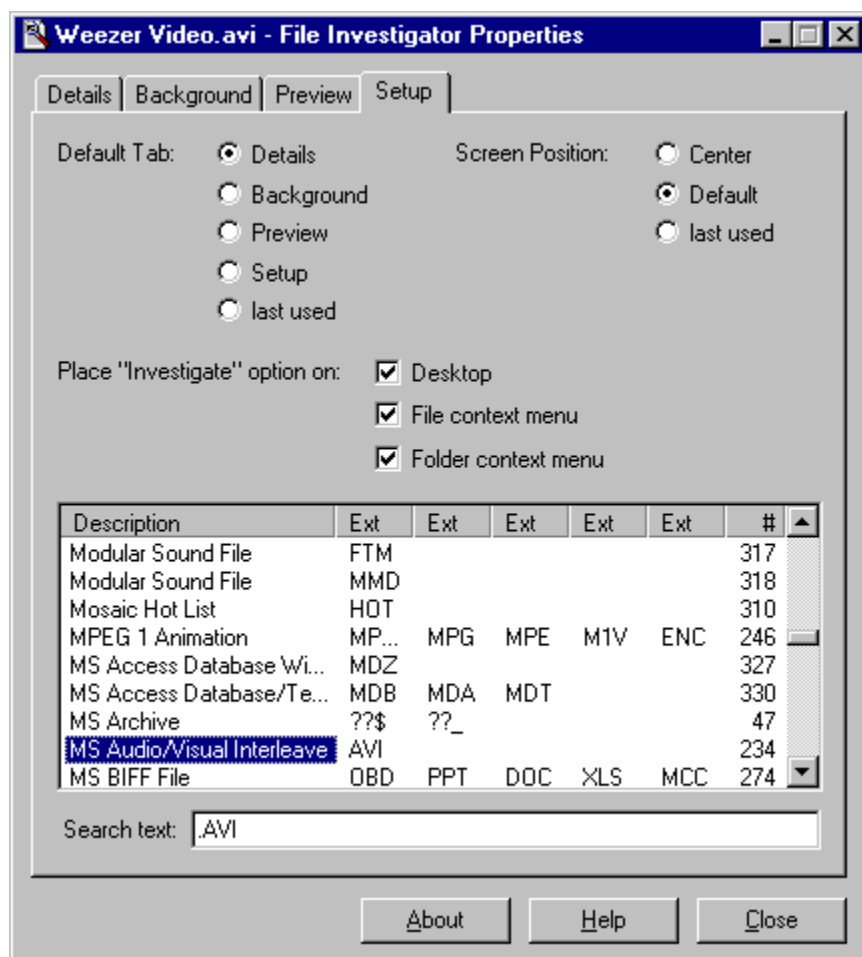 Weezer Video.avi - File Investigator Properties
Details Background Preview Setup
Default Tab: Details Screen Position: Center
Background Default
Preview last used
Setup
last used
Place "Investigate" option on: Desktop
File context menu
Folder context menu
Description Ext Ext Ext Ext Ext #
Modular Sound File FTM 317
Modular Sound File MMD 318
Mosaic Hot List HOT 310
MPEG 1 Animation MP... MPG MPE M1V ENC 246
MS Access Database Wi... MDZ 327
MS Access Database/Te... MDB MDA MDT 330
MS Archive ??$ ??_ 47
MS Audio/Visual Interleave AVI 234
MS BIFF File OBD PPT DOC XLS MCC 274
Search text: .AVI
About Help Close